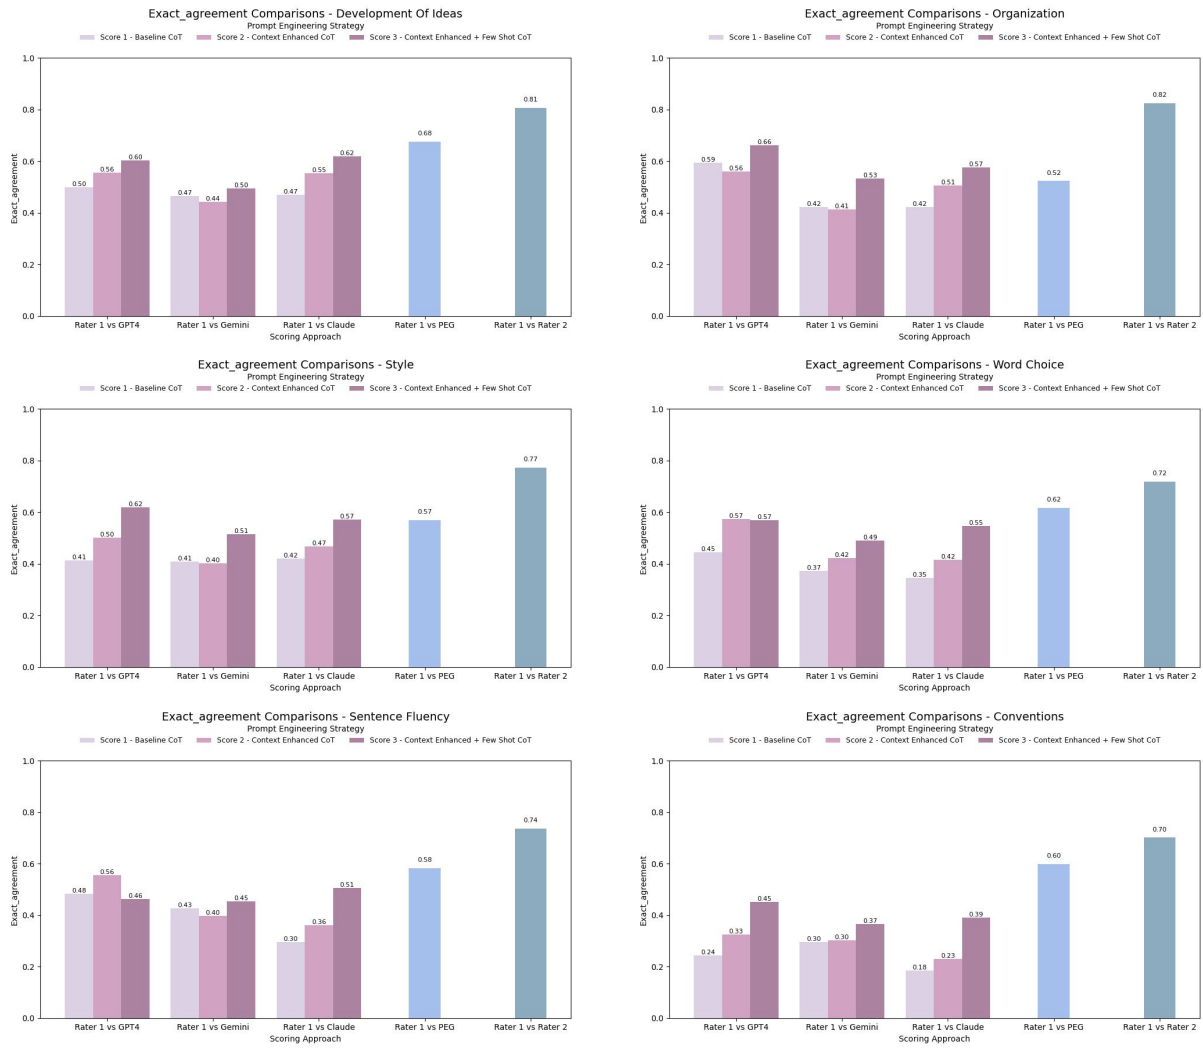 Exact_agreement Comparisons - Development Of Ideas
Prompt Engineering Strategy
Score 1 - Baseline CoT Score 2 - Context Enhanced CoT Score 3 - Context Enhanced + Few Shot CoT
1.0
0.8
0.6
0.4
0.2
0.0
Exact_agreement
0.50 0.56 0.60 0.47 0.44 0.50 0.47 0.55 0.62 0.68 0.81
Rater 1 vs GPT4 Rater 1 vs Gemini Rater 1 vs Claude Rater 1 vs PEG Rater 1 vs Rater 2
Scoring Approach
Exact_agreement Comparisons - Organization
Prompt Engineering Strategy
Score 1 - Baseline CoT Score 2 - Context Enhanced CoT Score 3 - Context Enhanced + Few Shot CoT
1.0
0.8
0.6
0.4
0.2
0.0
Exact_agreement
0.59 0.56 0.66 0.42 0.41 0.53 0.42 0.51 0.57 0.52 0.82
Rater 1 vs GPT4 Rater 1 vs Gemini Rater 1 vs Claude Rater 1 vs PEG Rater 1 vs Rater 2
Scoring Approach
Exact_agreement Comparisons - Style
Prompt Engineering Strategy
Score 1 - Baseline CoT Score 2 - Context Enhanced CoT Score 3 - Context Enhanced + Few Shot CoT
1.0
0.8
0.6
0.4
0.2
0.0
Exact_agreement
0.41 0.50 0.62 0.41 0.40 0.51 0.42 0.47 0.57 0.57 0.77
Rater 1 vs GPT4 Rater 1 vs Gemini Rater 1 vs Claude Rater 1 vs PEG Rater 1 vs Rater 2
Scoring Approach
Exact_agreement Comparisons - Word Choice
Prompt Engineering Strategy
Score 1 - Baseline CoT Score 2 - Context Enhanced CoT Score 3 - Context Enhanced + Few Shot CoT
1.0
0.8
0.6
0.4
0.2
0.0
Exact_agreement
0.45 0.57 0.57 0.37 0.42 0.49 0.35 0.42 0.55 0.62 0.72
Rater 1 vs GPT4 Rater 1 vs Gemini Rater 1 vs Claude Rater 1 vs PEG Rater 1 vs Rater 2
Scoring Approach
Exact_agreement Comparisons - Sentence Fluency
Prompt Engineering Strategy
Score 1 - Baseline CoT Score 2 - Context Enhanced CoT Score 3 - Context Enhanced + Few Shot CoT
1.0
0.8
0.6
0.4
0.2
0.0
Exact_agreement
0.48 0.56 0.46 0.43 0.40 0.45 0.30 0.36 0.51 0.58 0.74
Rater 1 vs GPT4 Rater 1 vs Gemini Rater 1 vs Claude Rater 1 vs PEG Rater 1 vs Rater 2
Scoring Approach
Exact_agreement Comparisons - Conventions
Prompt Engineering Strategy
Score 1 - Baseline CoT Score 2 - Context Enhanced CoT Score 3 - Context Enhanced + Few Shot CoT
1.0
0.8
0.6
0.4
0.2
0.0
Exact_agreement
0.24 0.33 0.45 0.30 0.30 0.37 0.18 0.23 0.39 0.60 0.70
Rater 1 vs GPT4 Rater 1 vs Gemini Rater 1 vs Claude Rater 1 vs PEG Rater 1 vs Rater 2
Scoring Approach